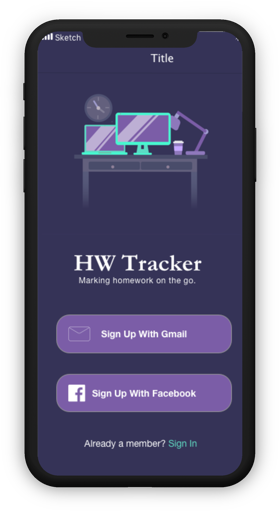 Sketch
Title
HW Tracker
Marking homework on the go.
Sign Up With Gmail
Sign Up With Facebook
Already a member? Sign In